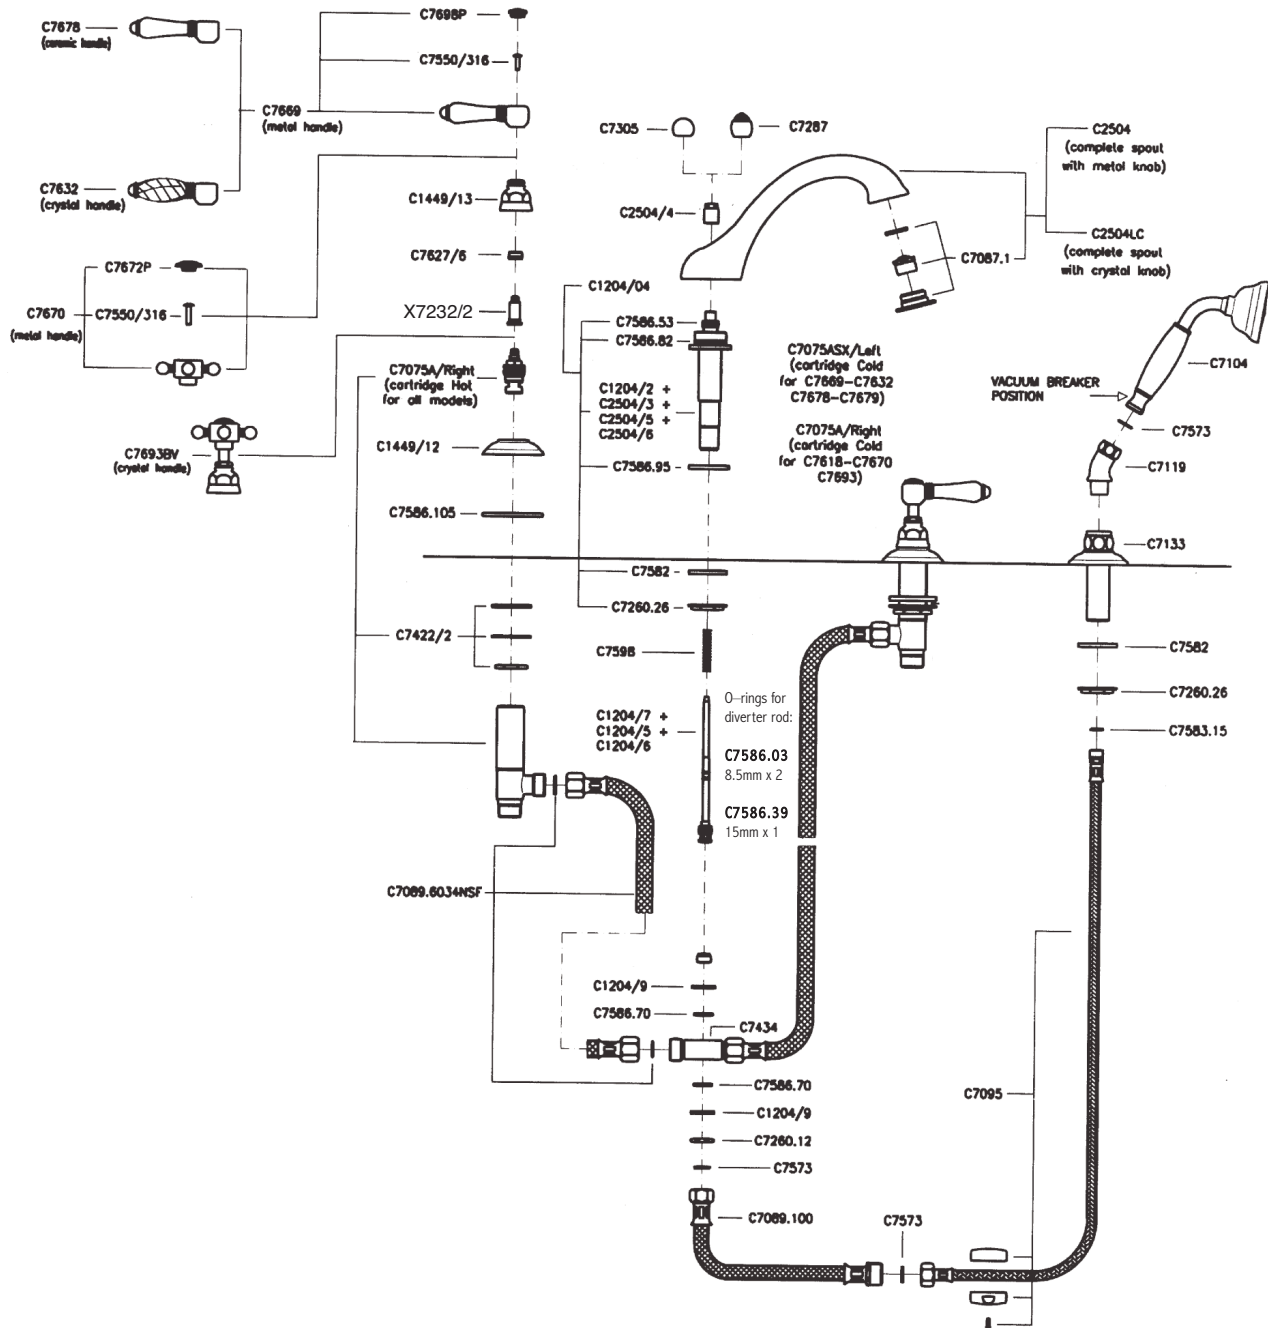 C7678
(ceramic handle)
C7698P
C7550/316
C7669
(metal handle)
C7632
(crystal handle)
C1449/13
C7627/6
C7672P
C7670
C7550/316
(metal handle)
X7232/2
C7075A/Right
(cartridge Hot
for all models)
C7693BV
(crystal handle)
C1449/12
C7586.105
C7422/2
C7089.6034NSF
C7305
C7287
C2504/4
C2504
(complete spout
with metal knob)
C2504LC
(complete spout
with crystal knob)
C7087.1
C1204/04
C7586.53
C7586.82
C1204/2 +
C2504/3 +
C2504/5 +
C2504/6
C7586.95
C7075ASX/Left
(cartridge Cold
for C7669-C7632
C7678-C7679)
C7075A/Right
(cartridge Cold
for C7618-C7670
C7693)
VACUUM BREAKER
POSITION
C7104
C7573
C7119
C7133
C7582
C7260.26
C7598
C1204/7 +
C1204/5 +
C1204/6
O-rings for
diverter rod:
C7586.03
8.5mm x 2
C7586.39
15mm x 1
C7582
C7260.26
C7583.15
C1204/9
C7586.70
C7434
C7586.70
C1204/9
C7260.12
C7573
C7089.100
C7573
C7095